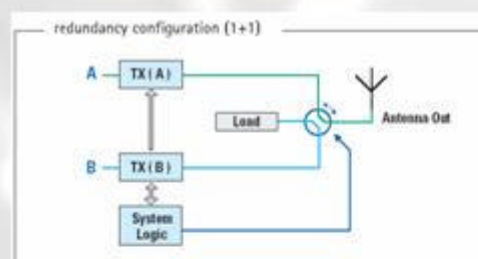 redundancy configuration (1+1)
A
TX(A)
Load
Antenna Out
B
TX(B)
System
Logic